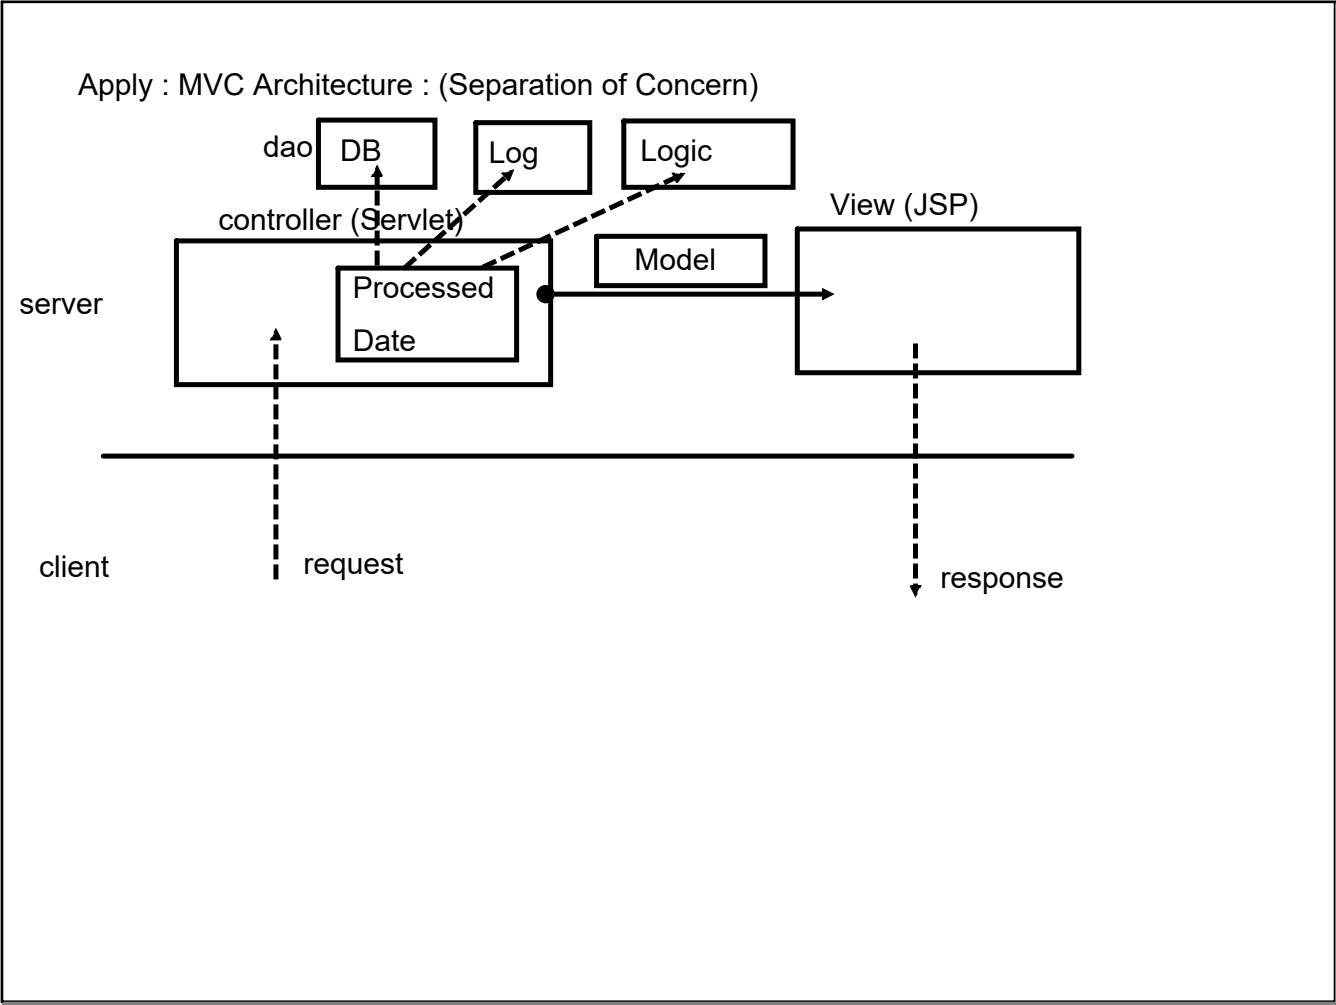 Apply : MVC Architecture : (Separation of Concern)
dao
DB
Log
Logic
controller (Servlet)
View (JSP)
Model
Processed
Date
server
client
request
response